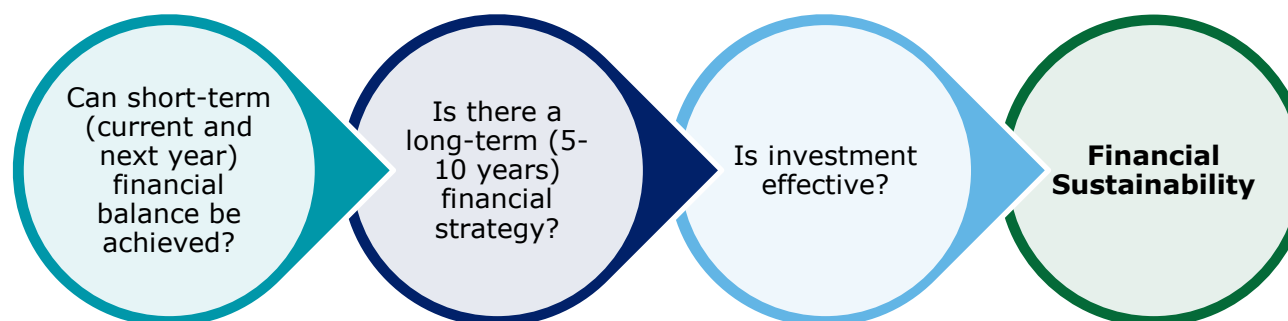 Can short-term
(current and
next year)
financial
balance be
achieved?
Is there a
long-term (5-
10 years)
financial
strategy?
Is investment
effective?
Financial
Sustainability